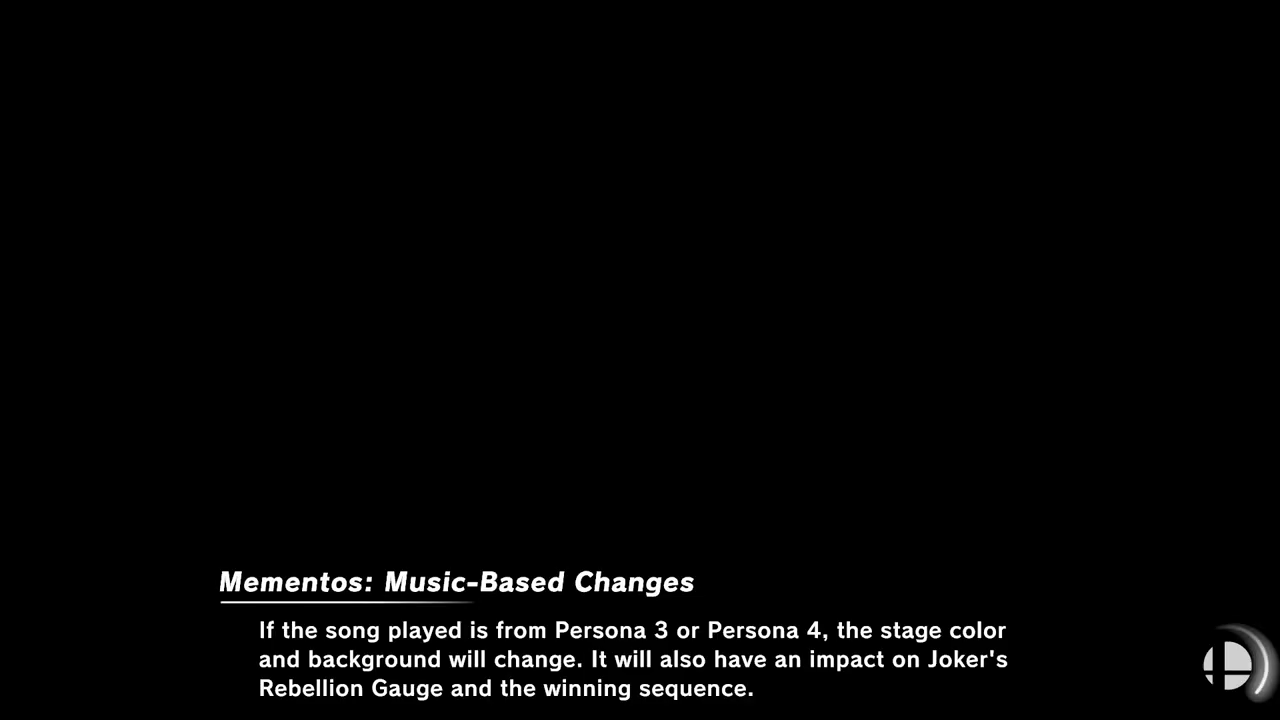 Mementos: Music-Based Changes
If the song played is from Persona 3 or Persona 4, the stage color
and background will change. It will also have an impact on Joker's
Rebellion Gauge and the winning sequence.